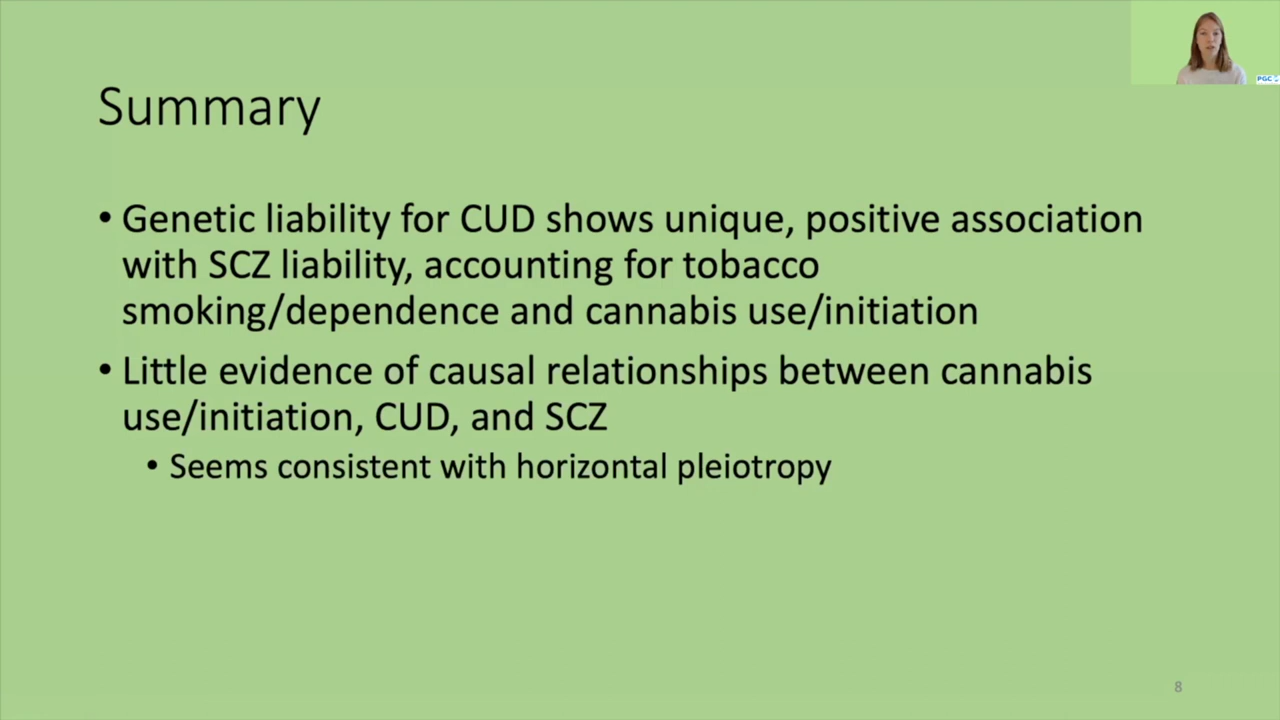 PGC
Summary
• Genetic liability for CUD shows unique, positive association
with SCZ liability, accounting for tobacco
smoking/dependence and cannabis use/initiation
• Little evidence of causal relationships between cannabis
use/initiation, CUD, and SCZ
• Seems consistent with horizontal pleiotropy
8